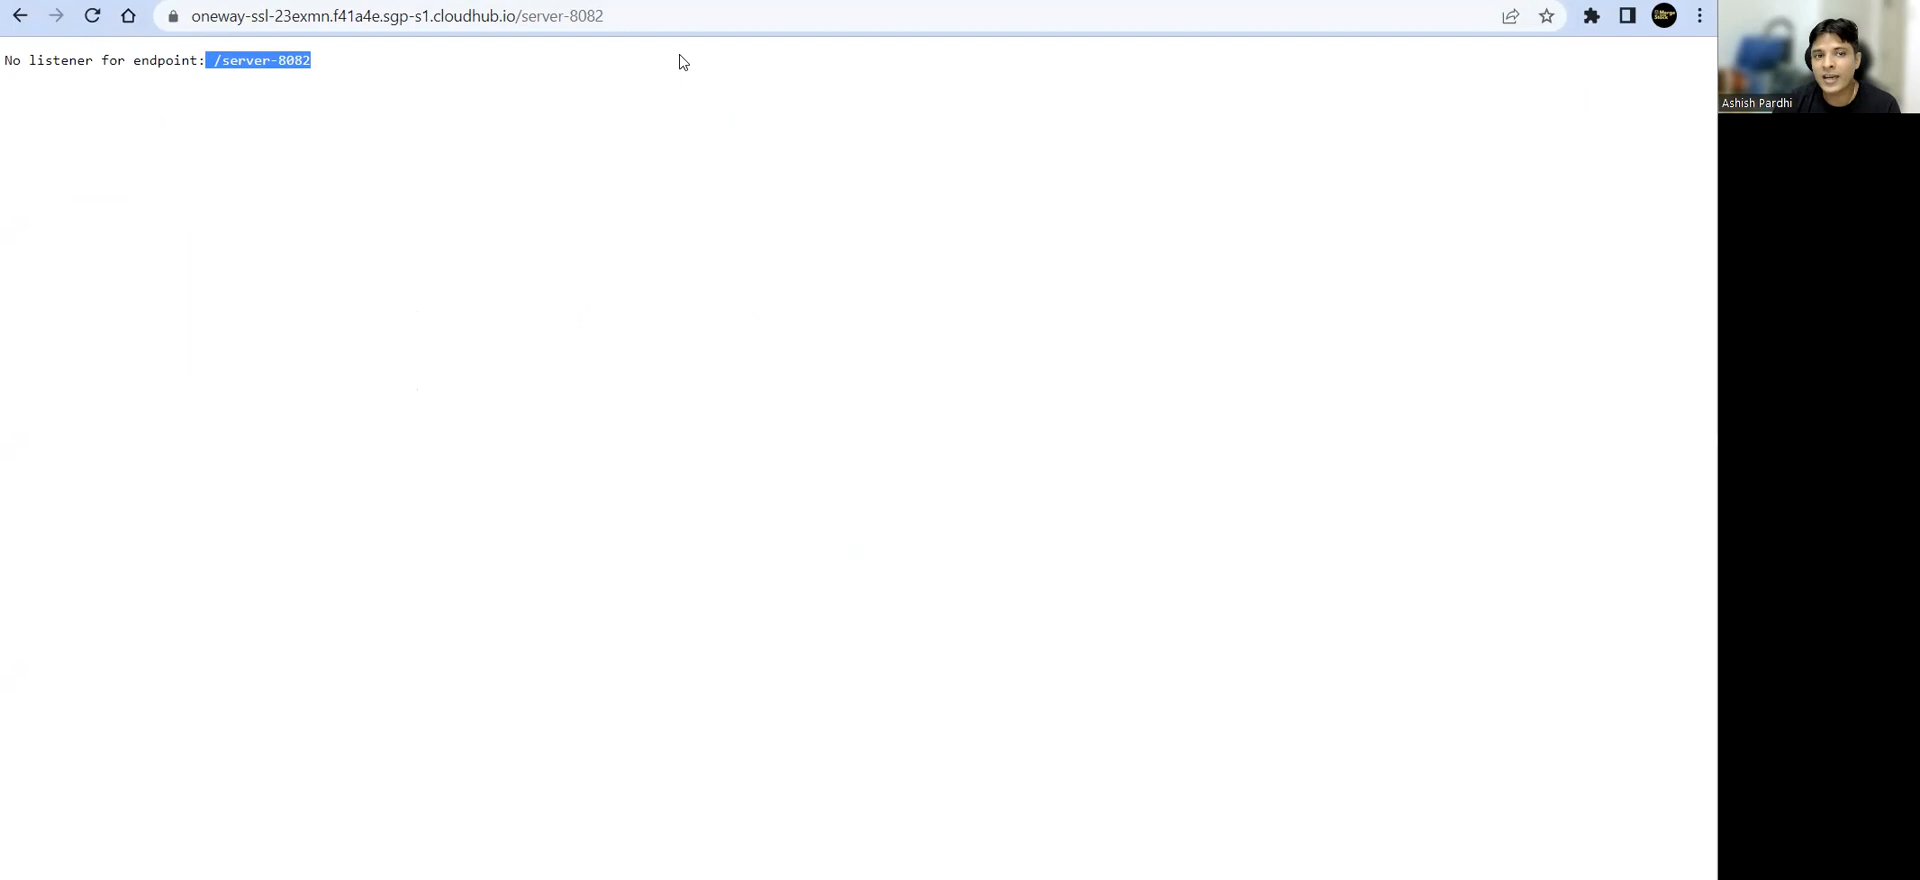 oneway-ssl-23exmn.f41a4e.sgp-s1.cloudhub.io/server-8082
No listener for endpoint: /server-8082
Ashish Pardhi